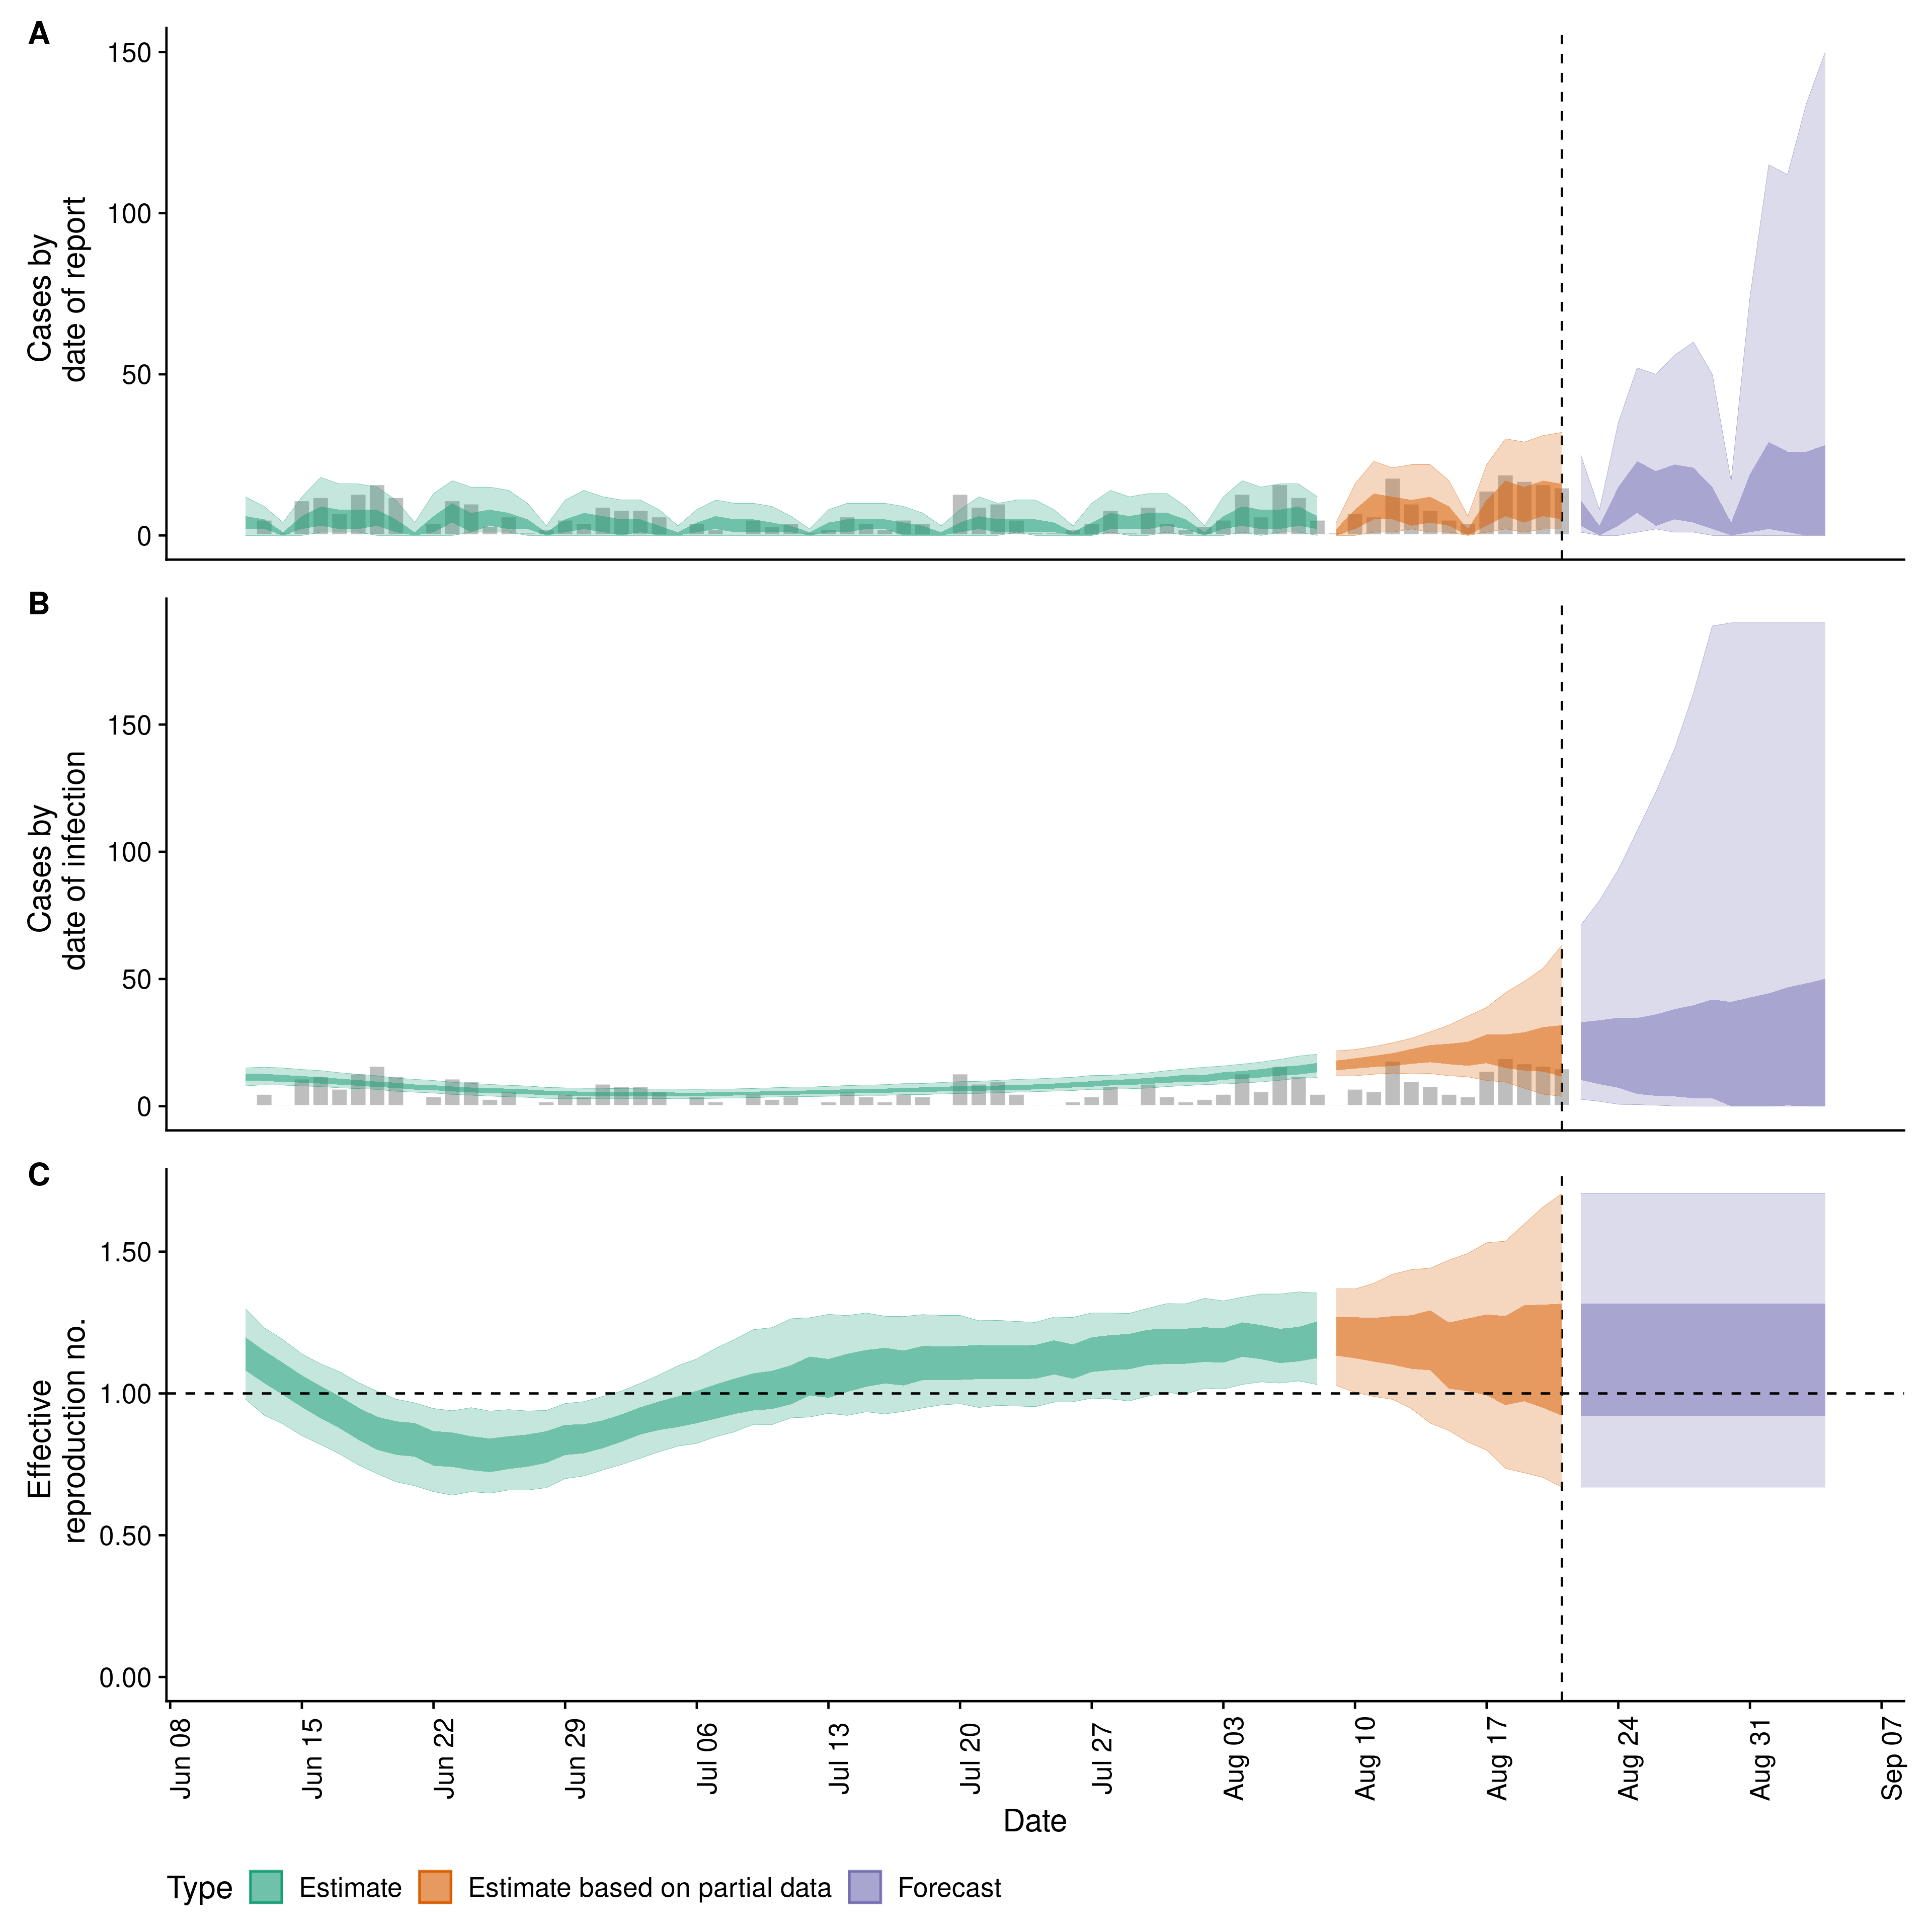 A
150
100
50
0
Cases by
date of report
B
150
100
50
0
Cases by
date of infection
C
1.50
1.00
0.50
0.00
Effective
reproduction no.
Jun 08
Jun 15
Jun 22
Jun 29
Jul 06
Jul 13
Jul 20
Jul 27
Aug 03
Aug 10
Aug 17
Aug 24
Aug 31
Sep 07
Date
Type Estimate Estimate based on partial data Forecast